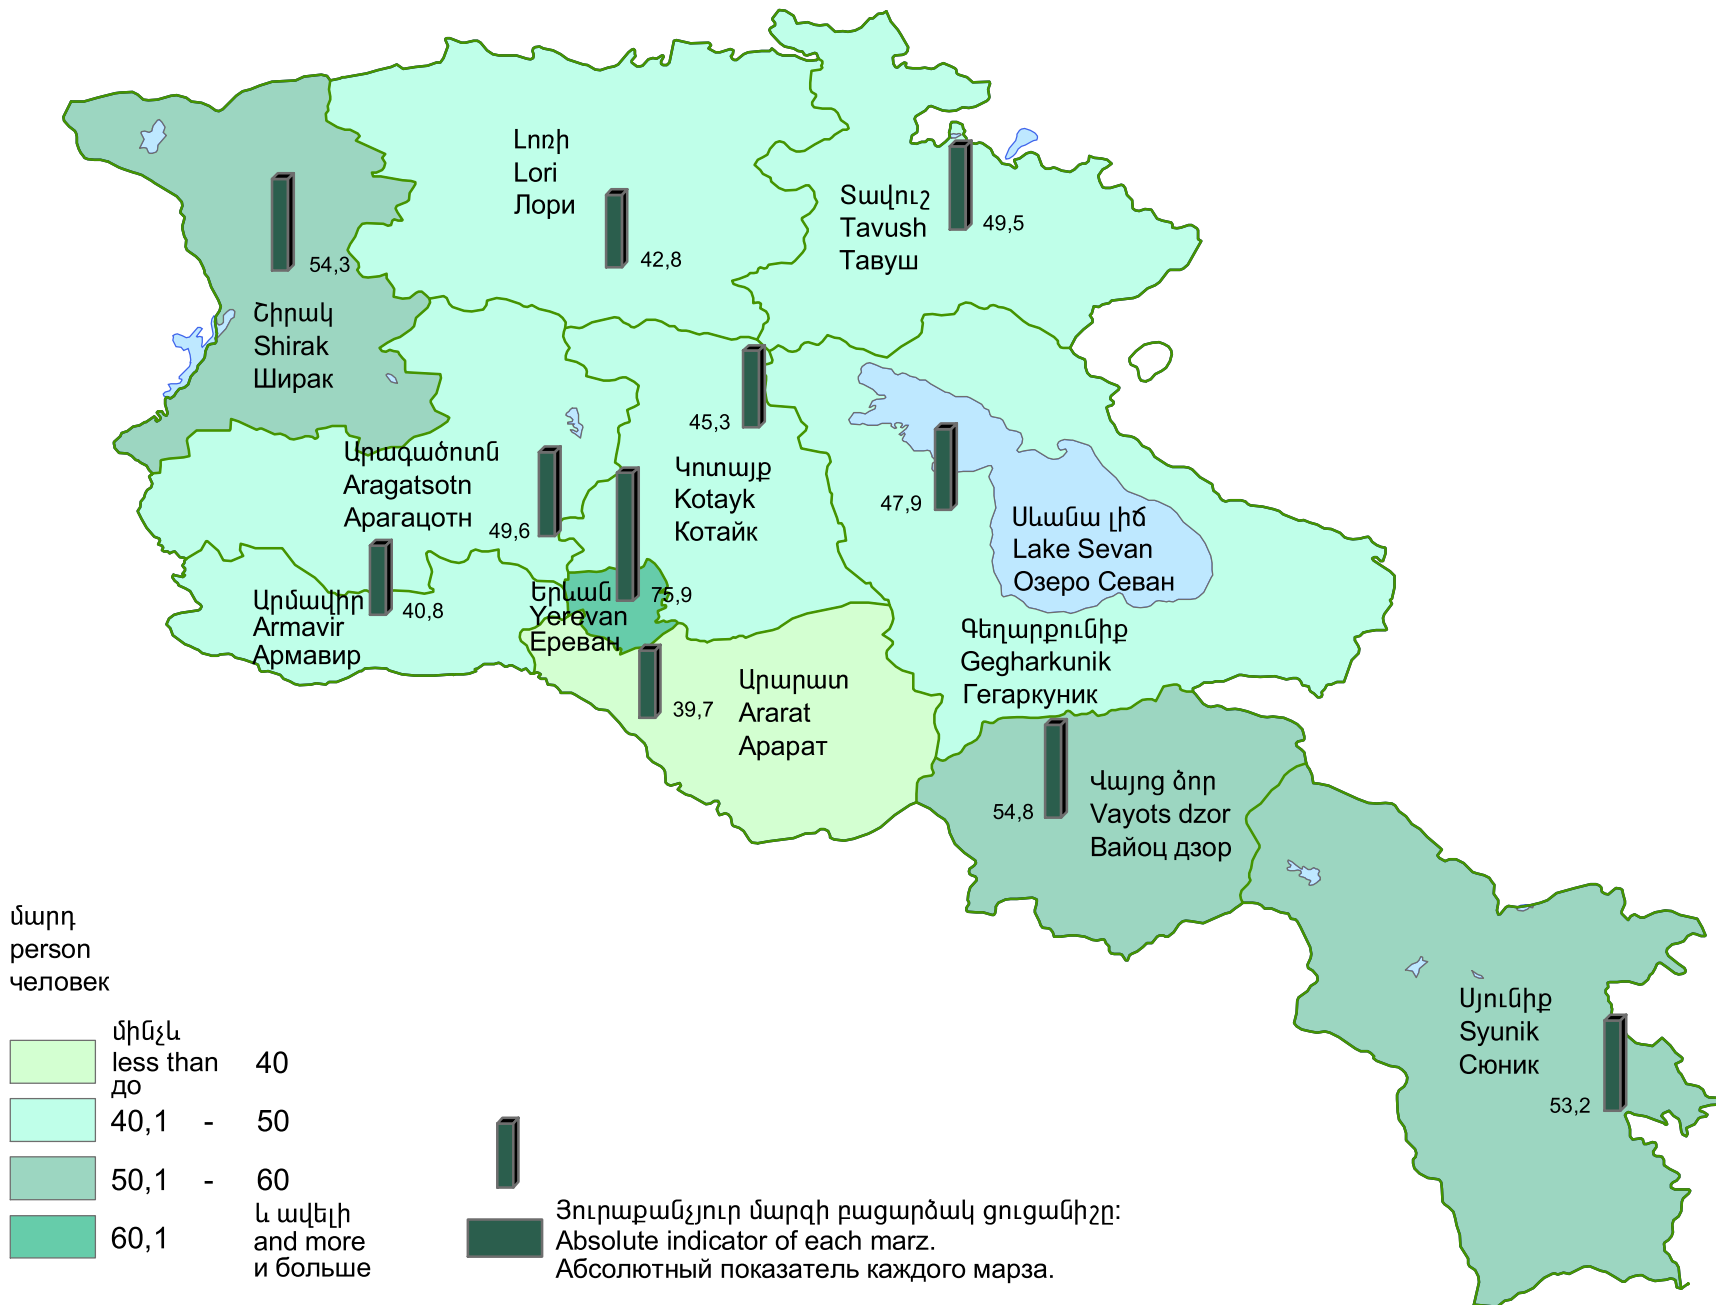 Լոռի
Lori
Лори
42,8
Տավուշ
Tavush
Тавуш
49,5
54,3
Շիրակ
Shirak
Ширак
45,3
Կոտայք
Kotayk
Котайк
Արագածոտն
Aragatsotn
Арагацотн
49,6
47,9
Սևանա լիճ
Lake Sevan
Озеро Севан
Արմավիր
Armavir
Армавир
40,8
Երևան
Yerevan
Ереван
75,9
Գեղարքունիք
Gegharkunik
Гегаркуник
39,7
Արարատ
Ararat
Арарат
54,8
Վայոց ձոր
Vayots dzor
Вайоц дзор
Սյունիք
Syunik
Сюник
53,2
մարդ
person
человек
մինչև
less than 40
до
40,1 - 50
50,1 - 60
60,1 և ավելի
and more
и больше
Յուրաքանչյուր մարզի բացարձակ ցուցանիշը:
Absolute indicator of each marz.
Абсолютный показатель каждого марза.